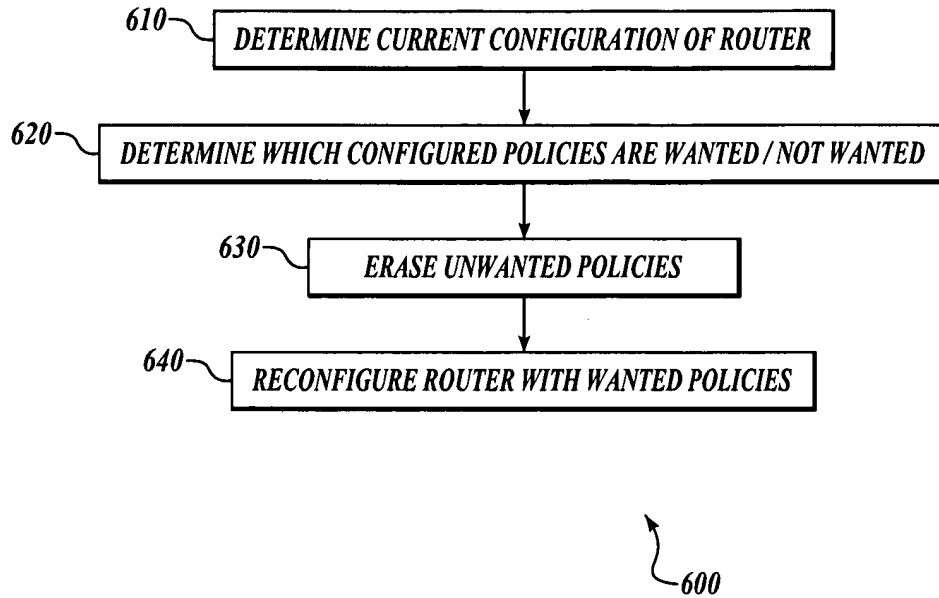 610
DETERMINE CURRENT CONFIGURATION OF ROUTER
620
DETERMINE WHICH CONFIGURED POLICIES ARE WANTED / NOT WANTED
630
ERASE UNWANTED POLICIES
640
RECONFIGURE ROUTER WITH WANTED POLICIES
600